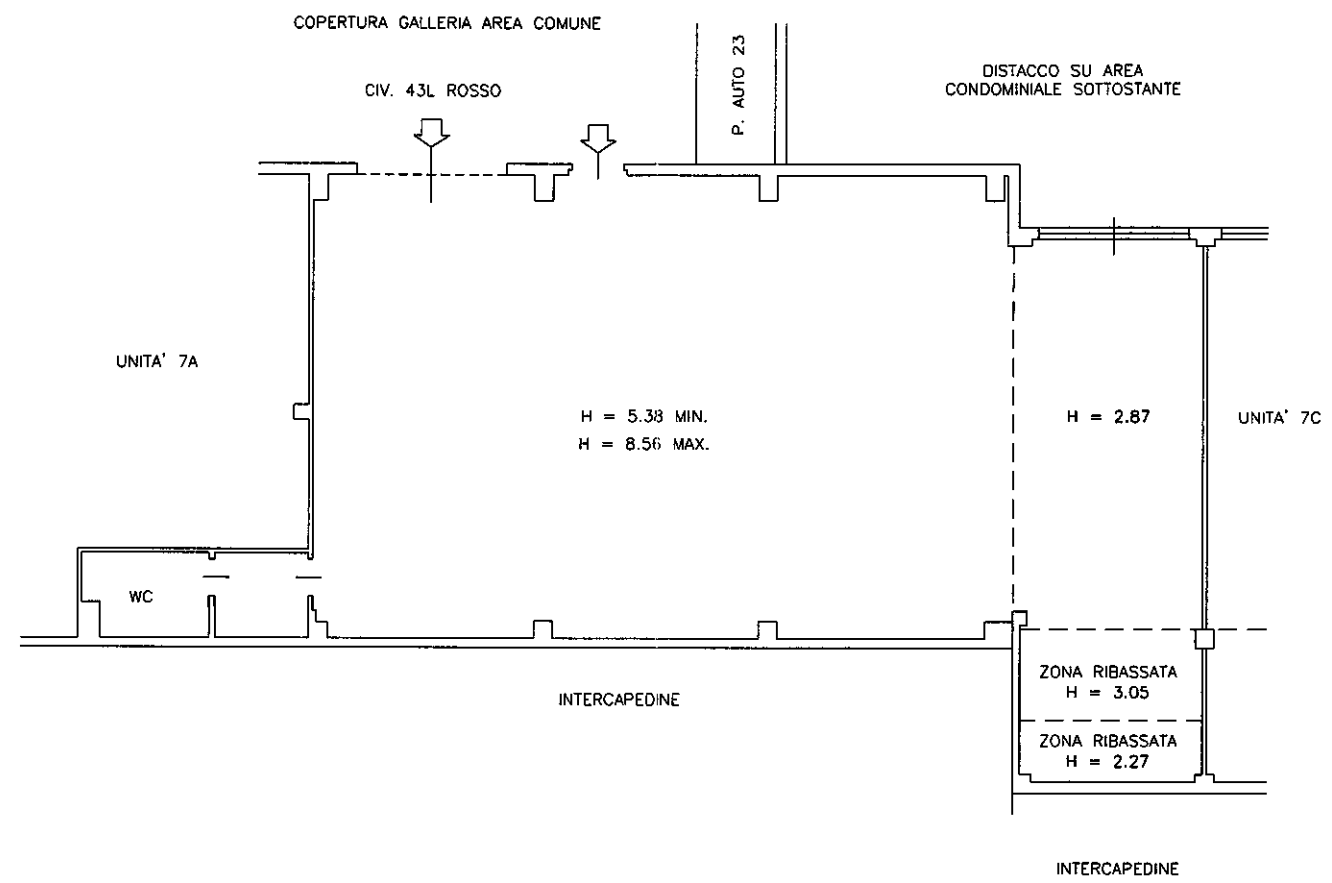 COPERTURA GALLERIA AREA COMUNE
CIV. 43L ROSSO
P. AUTO 23
DISTACCO SU AREA
CONDOMINIALE SOTTOSTANTE
UNITA' 7A
H = 5.38 MIN.
H = 8.56 MAX.
H = 2.87
UNITA' 7C
WC
ZONA RIBASSATA
H = 3.05
ZONA RIBASSATA
H = 2.27
INTERCAPEDINE
INTERCAPEDINE